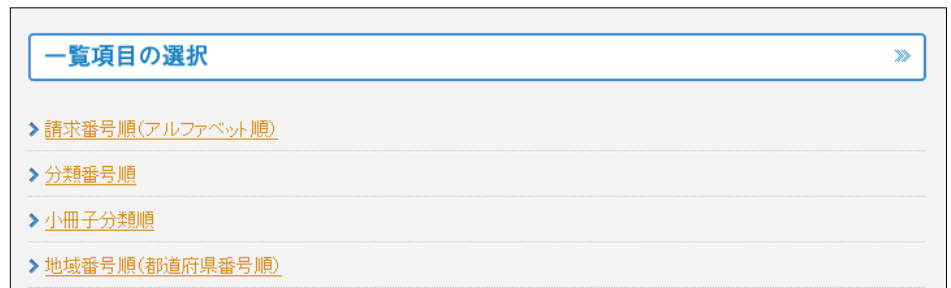 一覧項目の選択
請求番号順(アルファベット順)
分類番号順
小冊子分類順
地域番号順(都道府県番号順)